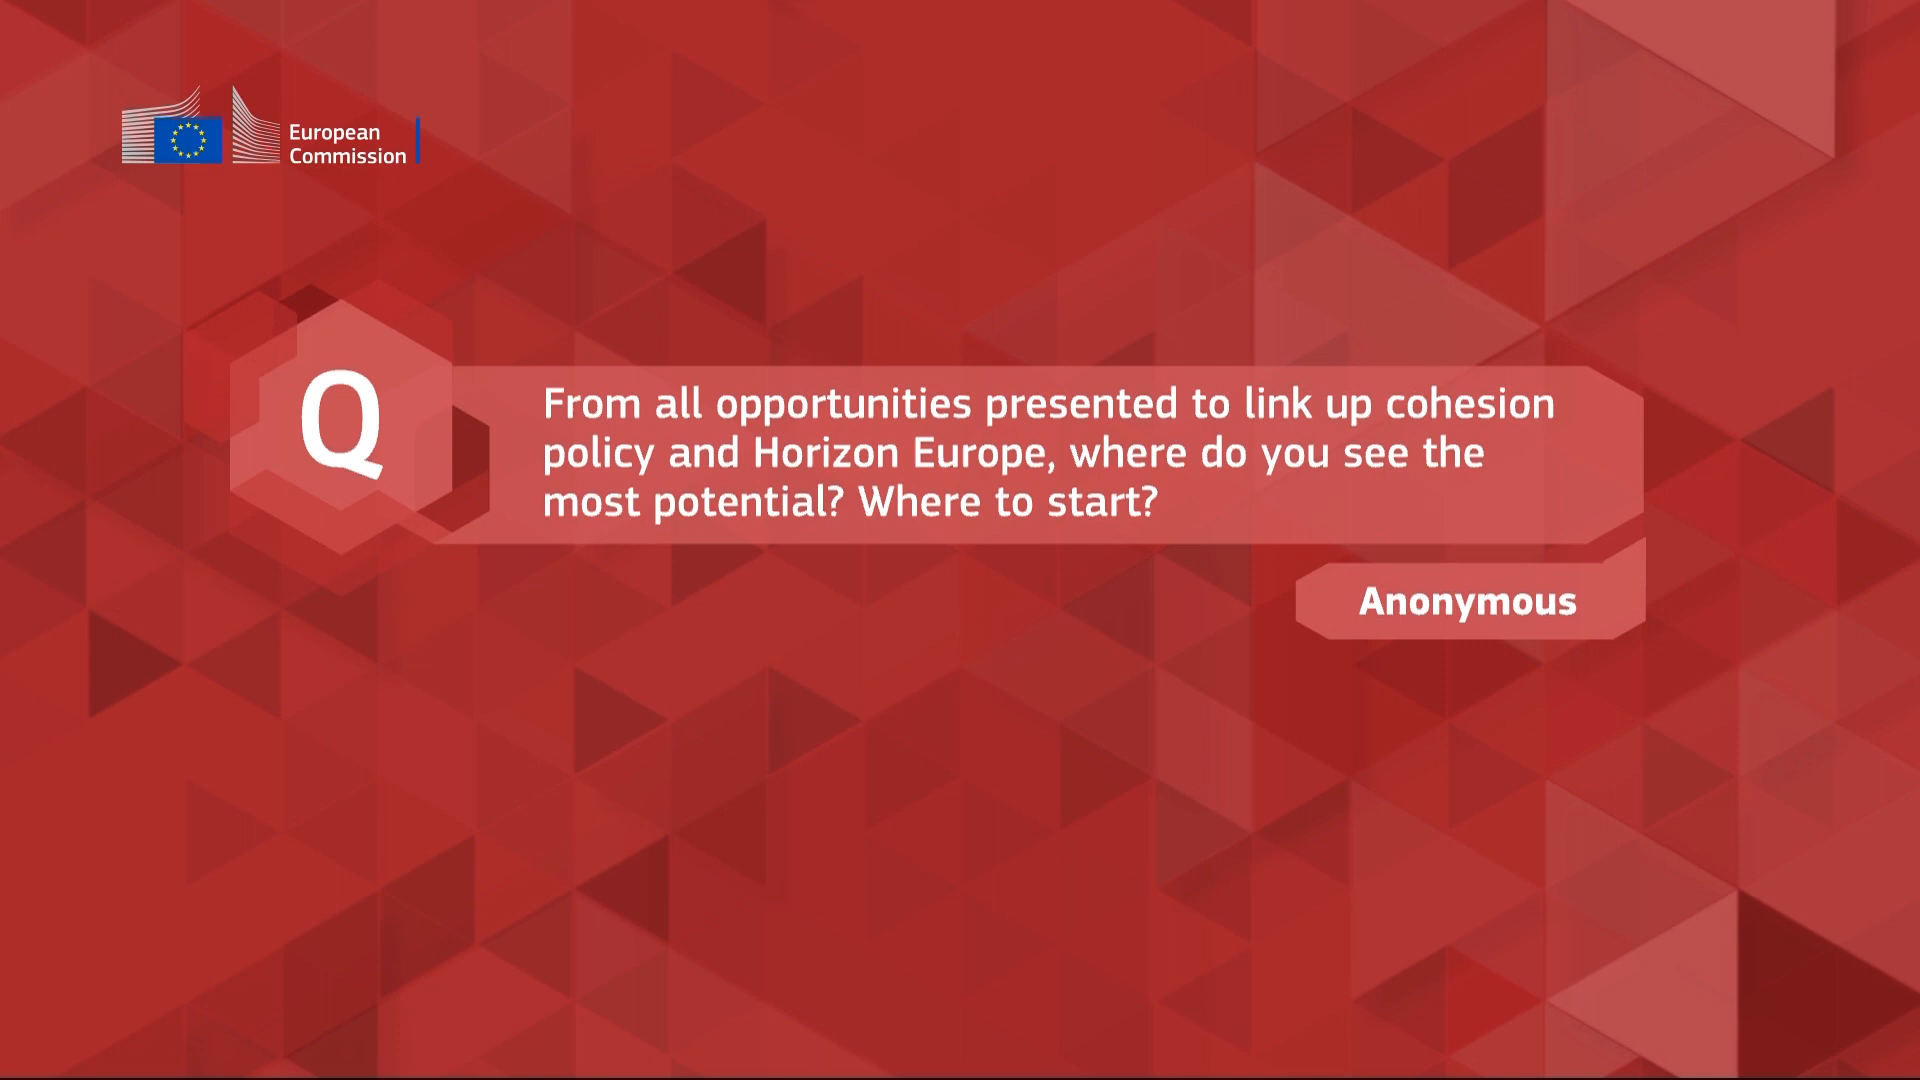 European
Commission
Q
From all opportunities presented to link up cohesion
policy and Horizon Europe, where do you see the
most potential? Where to start?
Anonymous